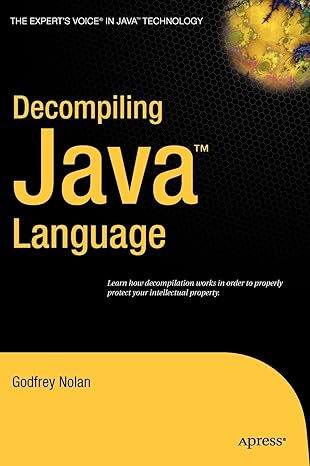 THE EXPERT'S VOICE® IN JAVA™ TECHNOLOGY
Decompiling
Java™
Language
Learn how decompilation works in order to properly
protect your intellectual property.
Godfrey Nolan
Apress®